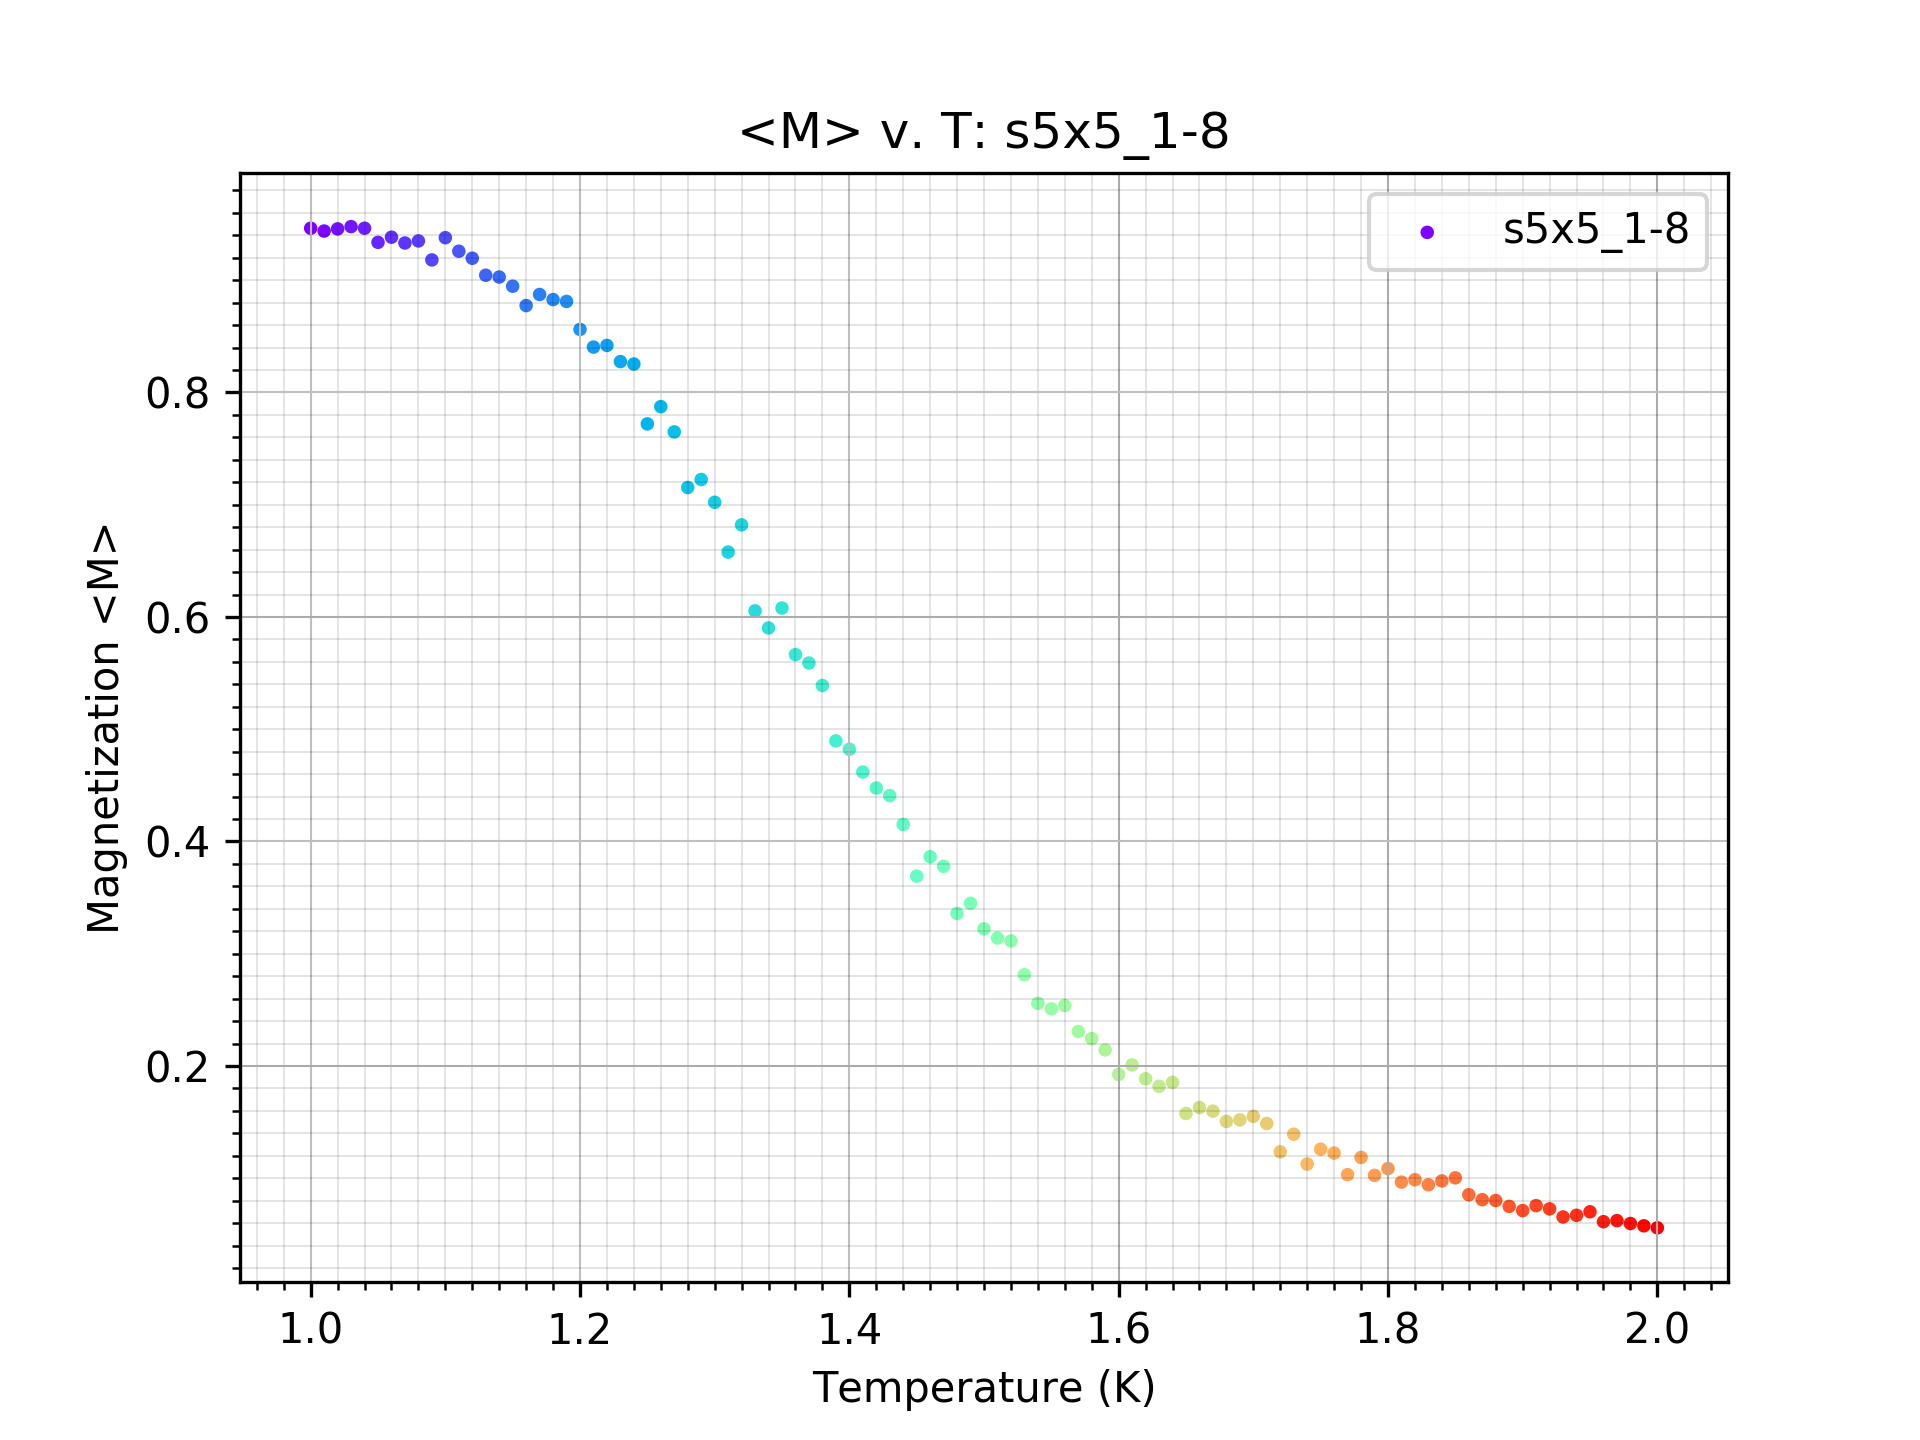 <M> v. T: s5x5_1-8
s5x5_1-8
Magnetization <M>
0.8
0.6
0.4
0.2
1.0 1.2 1.4 1.6 1.8 2.0
Temperature (K)